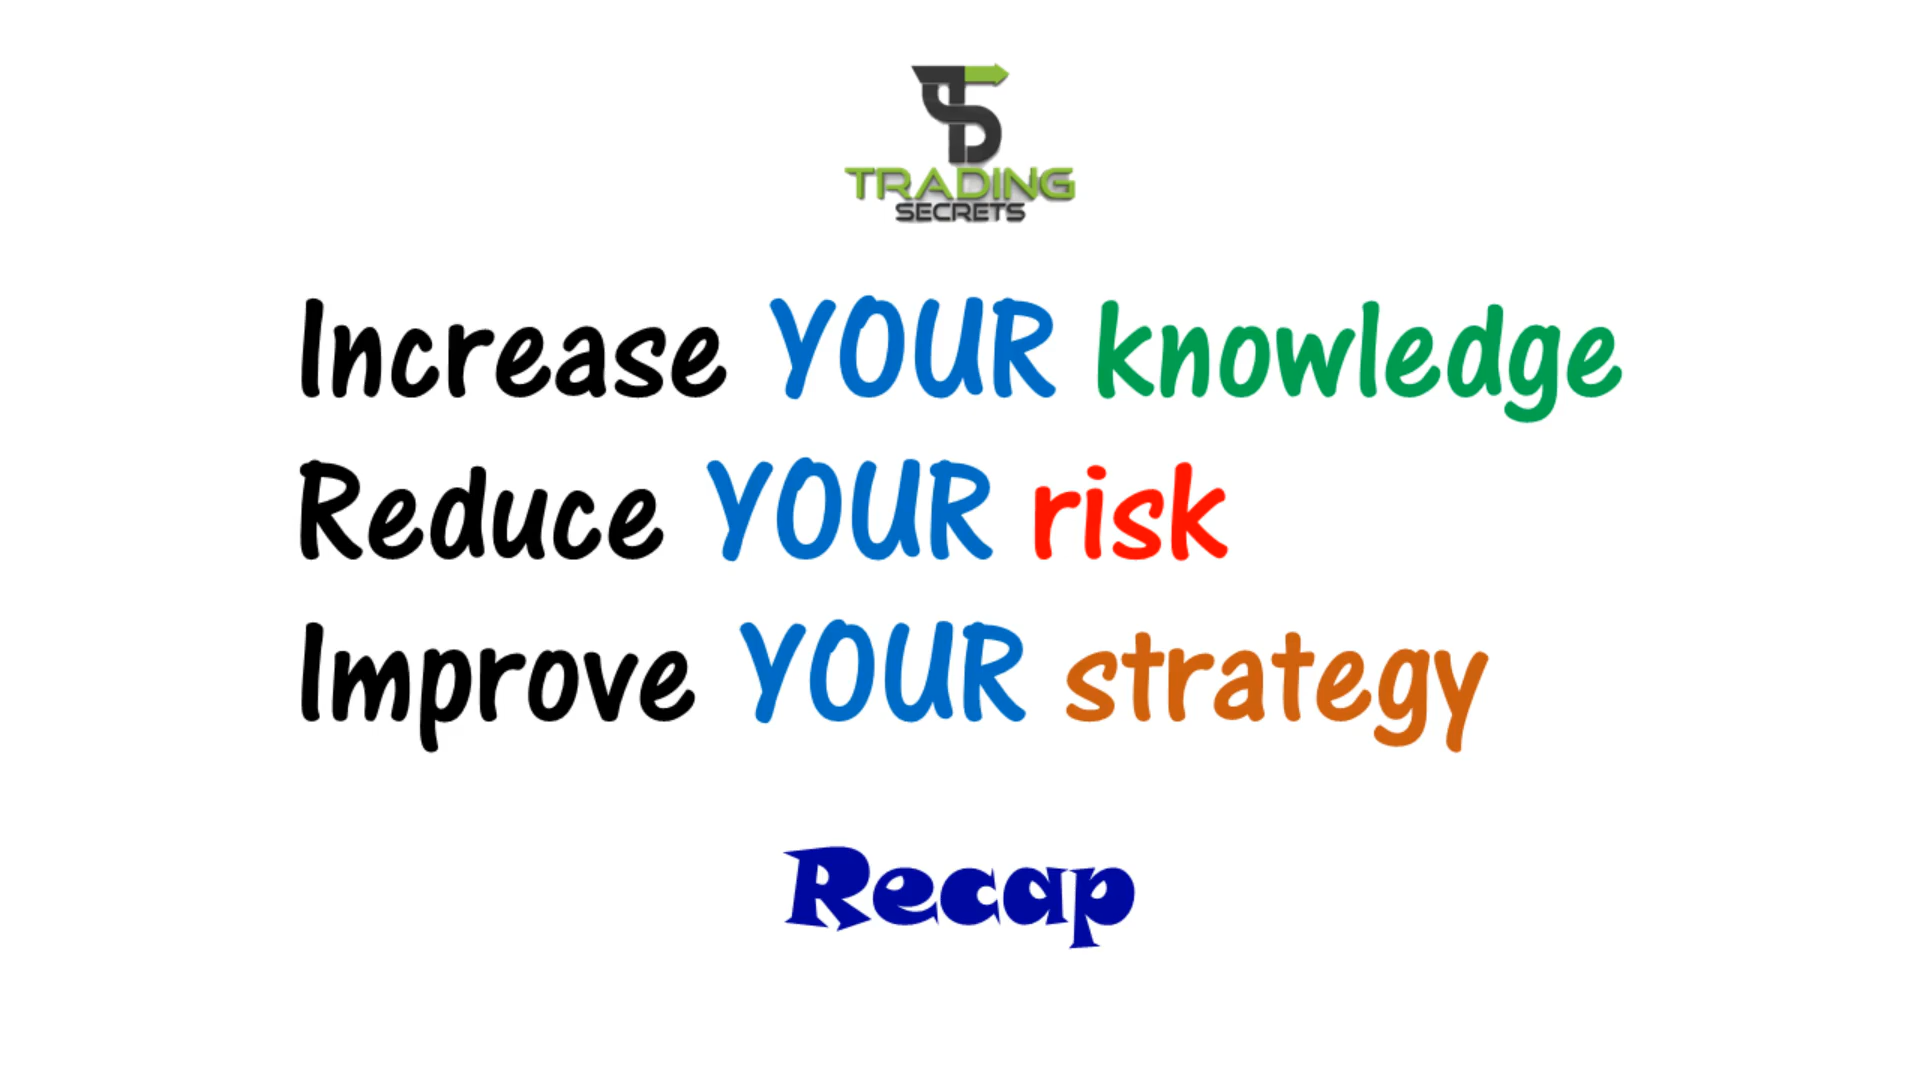 TRADING
SECRETS
Increase YOUR knowledge
Reduce YOUR risk
Improve YOUR strategy
Recap